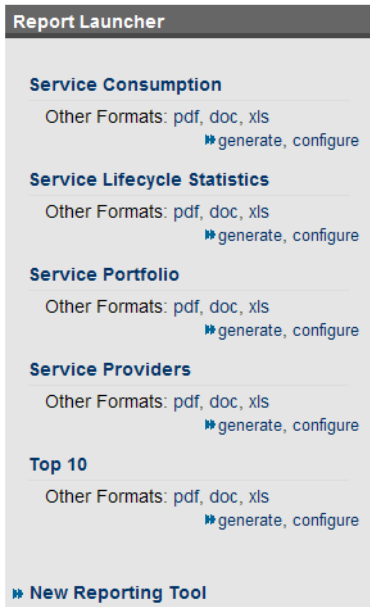 Report Launcher
Service Consumption
Other Formats: pdf, doc, xls
generate, configure
Service Lifecycle Statistics
Other Formats: pdf, doc, xls
generate, configure
Service Portfolio
Other Formats: pdf, doc, xls
generate, configure
Service Providers
Other Formats: pdf, doc, xls
generate, configure
Top 10
Other Formats: pdf, doc, xls
generate, configure
New Reporting Tool